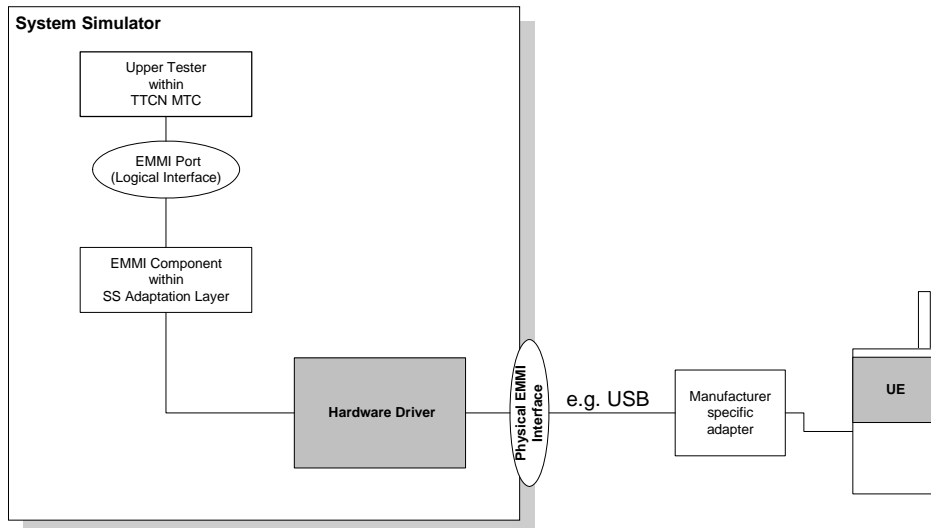 System Simulator
Upper Tester
within
TTCN MTC
EMMI Port
(Logical Interface)
EMMI Component
within
SS Adaptation Layer
Hardware Driver
Physical EMMI
Interface
e.g. USB
Manufacturer
specific
adapter
UE